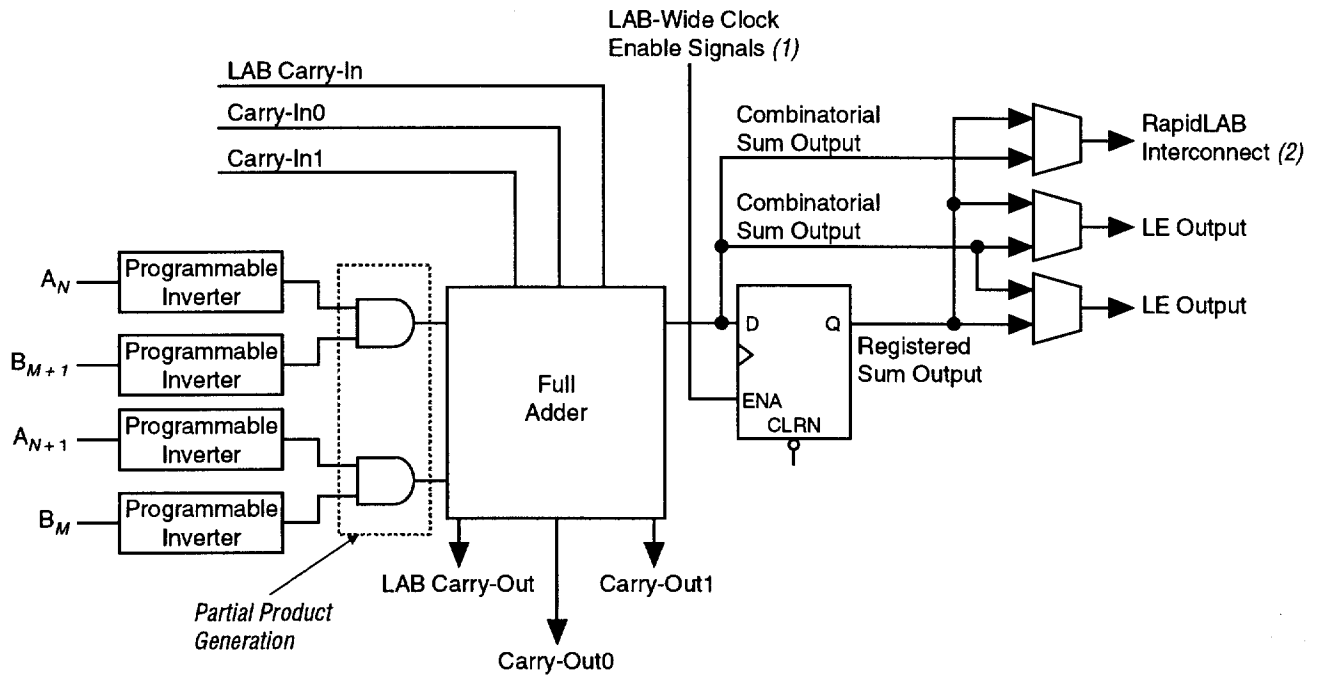 LAB-Wide Clock
Enable Signals (1)
LAB Carry-In
Carry-In0
Carry-In1
Combinatorial
Sum Output
RapidLAB
Interconnect (2)
Combinatorial
Sum Output
LE Output
A_N
Programmable
Inverter
B_{M+1}
Programmable
Inverter
A_{N+1}
Programmable
Inverter
B_M
Programmable
Inverter
Full
Adder
D
Q
ENA
CLRN
Registered
Sum Output
LE Output
LAB Carry-Out
Carry-Out1
Carry-Out0
Partial Product
Generation